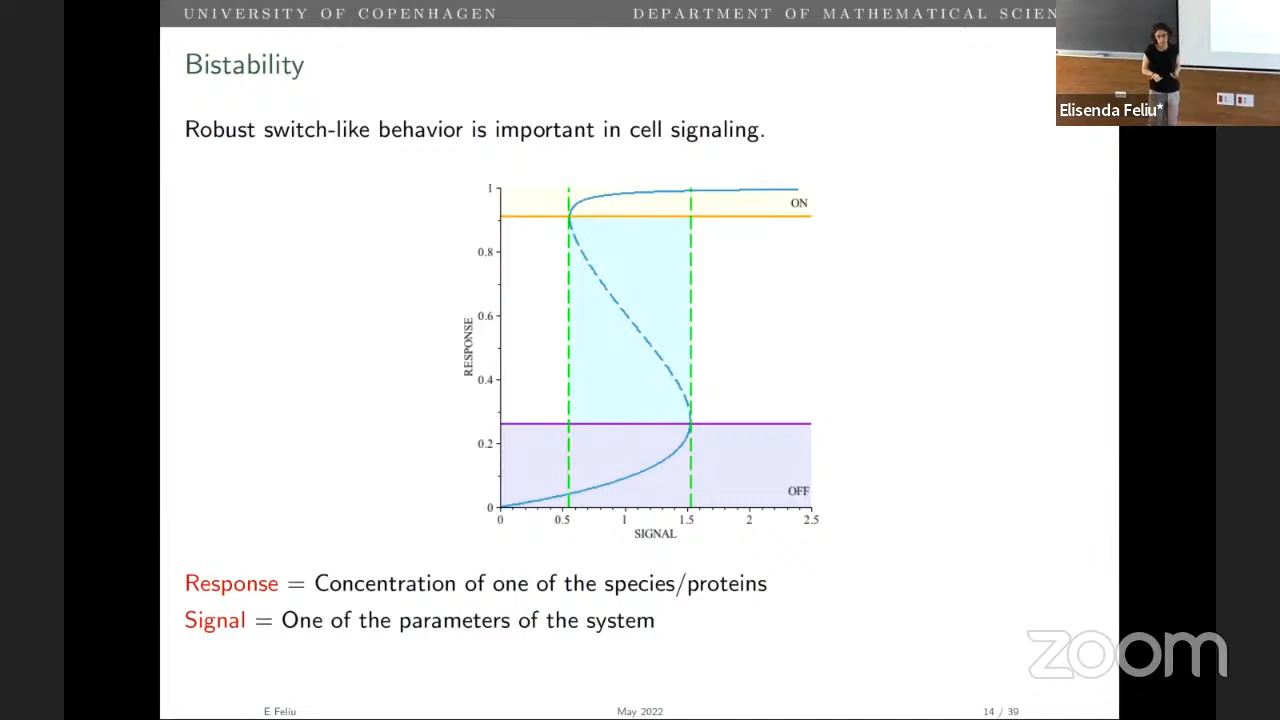 UNIVERSITY OF COPENHAGEN
DEPARTMENT OF MATHEMATICAL SCIEN
Elisenda Feliu*
Bistability
Robust switch-like behavior is important in cell signaling.
1
ON
0.8
0.6
RESPONSE
0.4
0.2
OFF
0
0 0.5 1 1.5 2 2.5
SIGNAL
Response = Concentration of one of the species/proteins
Signal = One of the parameters of the system
zoom
E Feliu May 2022 14 / 39